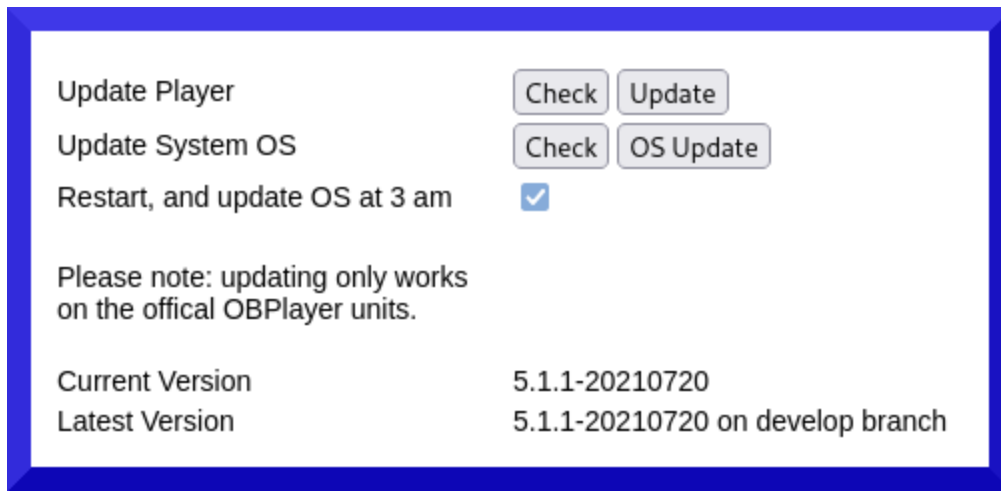 Update Player Check Update
Update System OS Check OS Update
Restart, and update OS at 3 am
Please note: updating only works
on the offical OBPlayer units.
Current Version 5.1.1-20210720
Latest Version 5.1.1-20210720 on develop branch